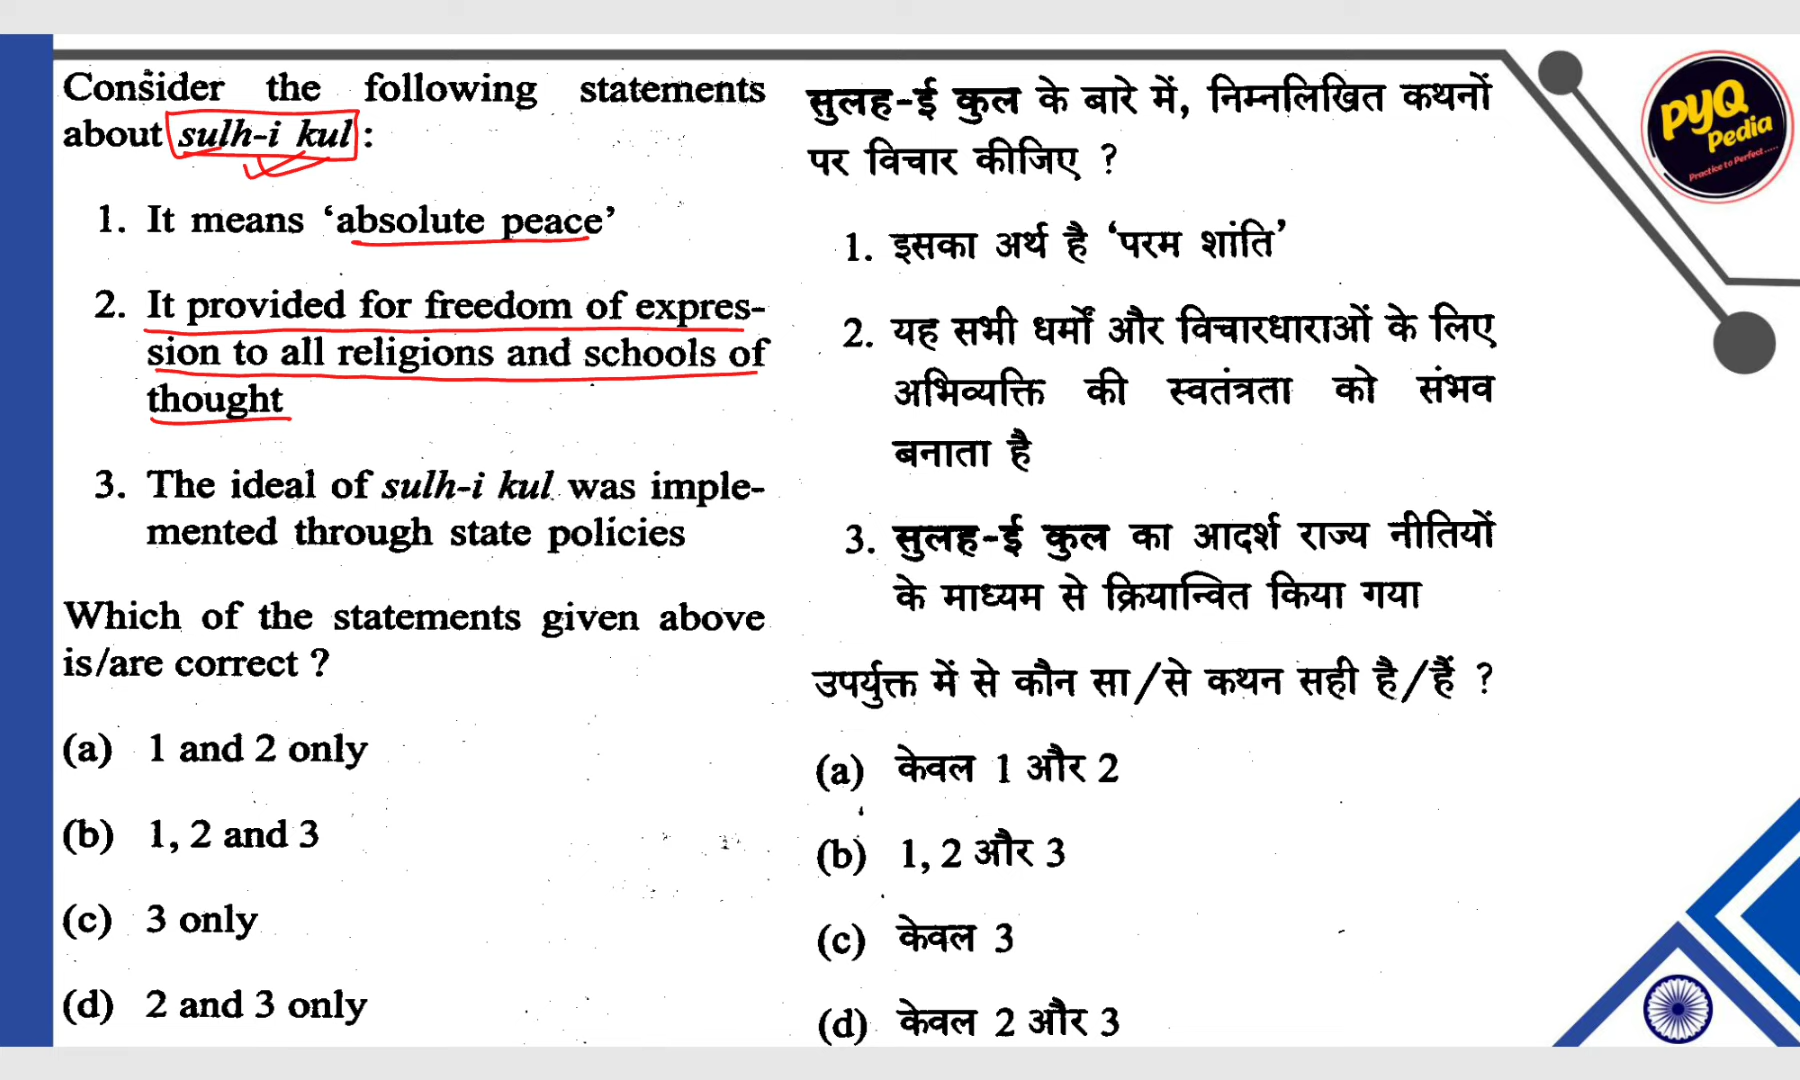 Consider the following statements
about sulh-i kul :
1. It means ‘absolute peace’
2. It provided for freedom of expres-
sion to all religions and schools of
thought
3. The ideal of sulh-i kul was imple-
mented through state policies
Which of the statements given above
is/are correct ?
(a) 1 and 2 only
(b) 1, 2 and 3
(c) 3 only
(d) 2 and 3 only
सुलह-ई कुल के बारे में, निम्नलिखित कथनों
पर विचार कीजिए ?
1. इसका अर्थ है ‘परम शांति’
2. यह सभी धर्मों और विचारधाराओं के लिए
अभिव्यक्ति की स्वतंत्रता को संभव
बनाता है
3. सुलह-ई कुल का आदर्श राज्य नीतियों
के माध्यम से क्रियान्वित किया गया
उपर्युक्त में से कौन सा/से कथन सही है/हैं ?
(a) केवल 1 और 2
(b) 1, 2 और 3
(c) केवल 3
(d) केवल 2 और 3
PYQ
Pedia
Practice to Perfect.....